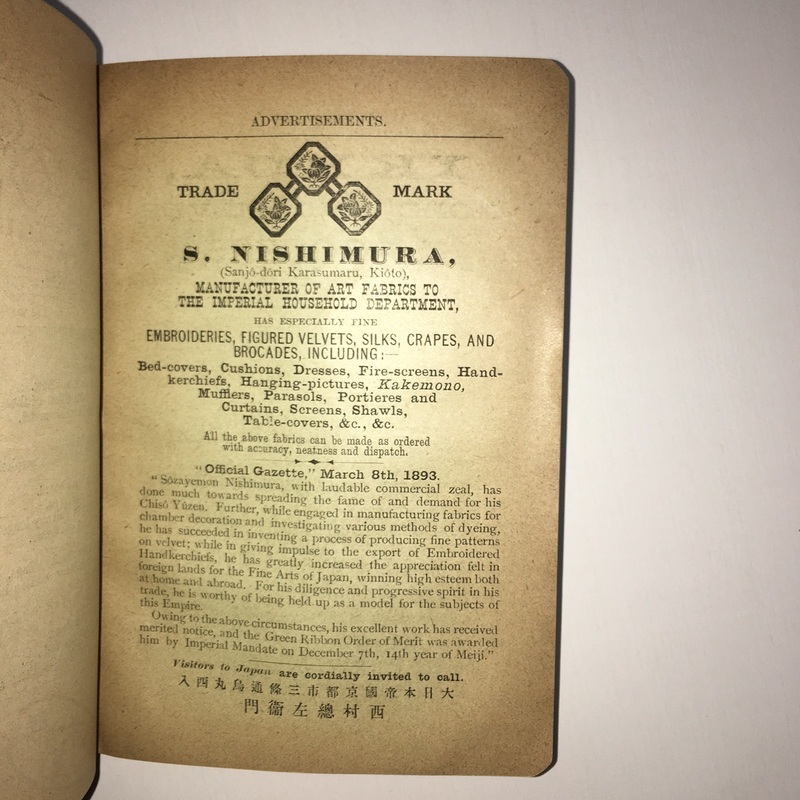 ADVERTISEMENTS.
TRADE MARK
S. NISHIMURA,
(Sanjō-dōri Karasumaru, Kiōto),
MANUFACTURER OF ART FABRICS TO
THE IMPERIAL HOUSEHOLD DEPARTMENT,
HAS ESPECIALLY FINE
EMBROIDERIES, FIGURED VELVETS, SILKS, CRAPES, AND
BROCADES, INCLUDING:—
Bed-covers, Cushions, Dresses, Fire-screens, Hand-
kerchiefs, Hanging-pictures, Kakemono,
Mufflers, Parasols, Portieres and
Curtains, Screens, Shawls,
Table-covers, &c., &c.
All the above fabrics can be made as ordered
with accuracy, neatness and dispatch.
"Official Gazette," March 8th, 1893.
"Sōzayemon Nishimura, with laudable commercial zeal, has
done much towards spreading the fame of and demand for his
Chisō Yūzen. Further, while engaged in manufacturing fabrics for
chamber decoration and investigating various methods of dyeing,
he has succeeded in inventing a process of producing fine patterns
on velvet; while in giving impulse to the export of Embroidered
Handkerchiefs, he has greatly increased the appreciation felt in
foreign lands for the Fine Arts of Japan, winning high esteem both
at home and abroad. For his diligence and progressive spirit in his
trade, he is worthy of being held up as a model for the subjects of
this Empire.
Owing to the above circumstances, his excellent work has received
merited notice, and the Green Ribbon Order of Merit was awarded
him by Imperial Mandate on December 7th, 14th year of Meiji."
Visitors to Japan are cordially invited to call.
大日本帝國京都市三條通烏丸西入
西村總左衞門